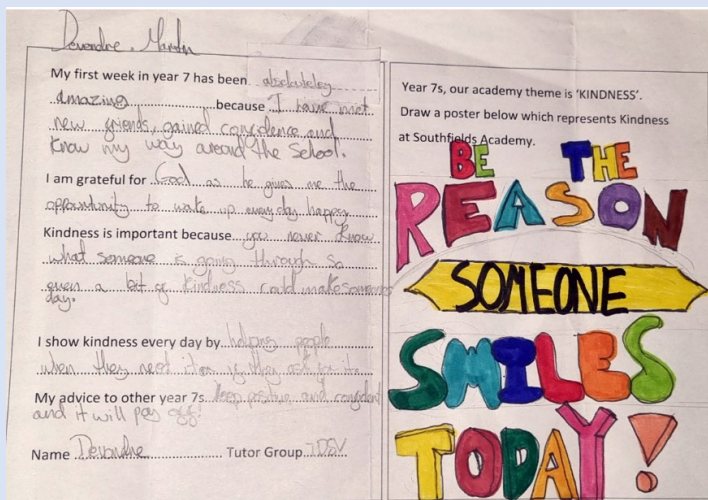 Devandre Martin
My first week in year 7 has been absolutely
amazing because I have met
new friends, gained confidence and
know my way around the school.
I am grateful for God as he gives me the
opportunity to wake up every day happy
Kindness is important because you never know
what someone is going through so
even a bit of kindness could make someones
day.
I show kindness every day by helping people
when they need it or if they ask for it.
My advice to other year 7s keep positive and confident
and it will pay off!
Name Devandre Tutor Group 7DSV
Year 7s, our academy theme is 'KINDNESS'.
Draw a poster below which represents Kindness
at Southfields Academy.
BE THE
REASON
SOMEONE
SMILES
TODAY!